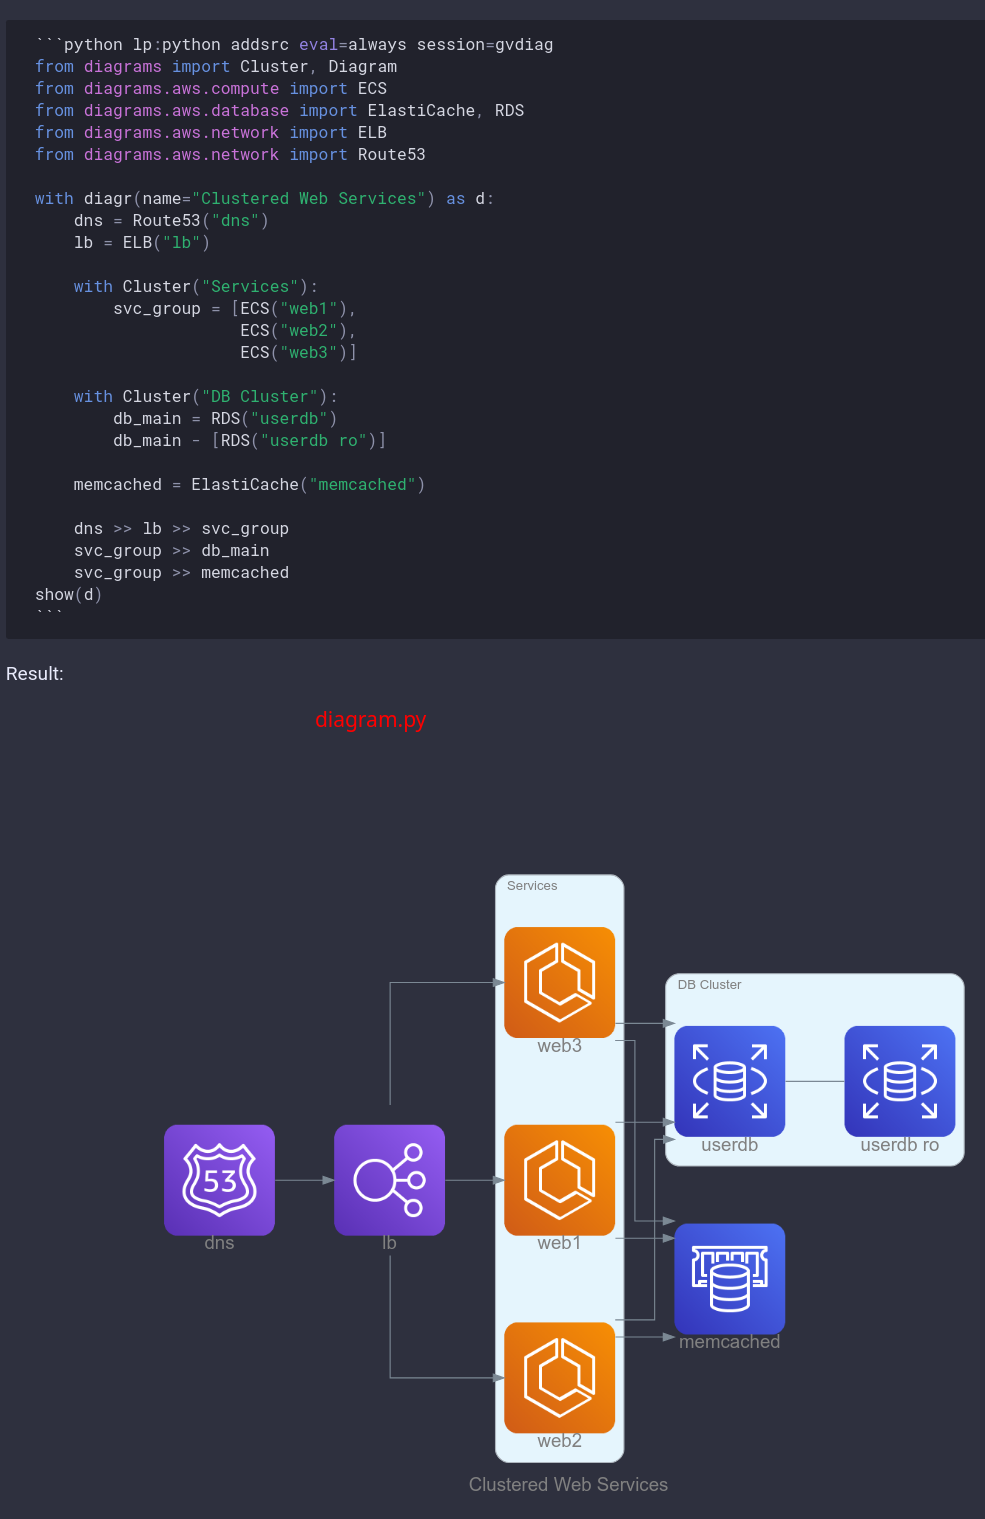 ```python lp:python addsrc eval=always session=gvdiag
from diagrams import Cluster, Diagram
from diagrams.aws.compute import ECS
from diagrams.aws.database import ElastiCache, RDS
from diagrams.aws.network import ELB
from diagrams.aws.network import Route53

with diagr(name="Clustered Web Services") as d:
    dns = Route53("dns")
    lb = ELB("lb")

    with Cluster("Services"):
        svc_group = [ECS("web1"),
                     ECS("web2"),
                     ECS("web3")]

    with Cluster("DB Cluster"):
        db_main = RDS("userdb")
        db_main - [RDS("userdb ro")]

    memcached = ElastiCache("memcached")

    dns >> lb >> svc_group
    svc_group >> db_main
    svc_group >> memcached
show(d)
```
Result:
diagram.py
Services
web3
DB Cluster
userdb
userdb ro
53
dns
lb
web1
memcached
web2
Clustered Web Services